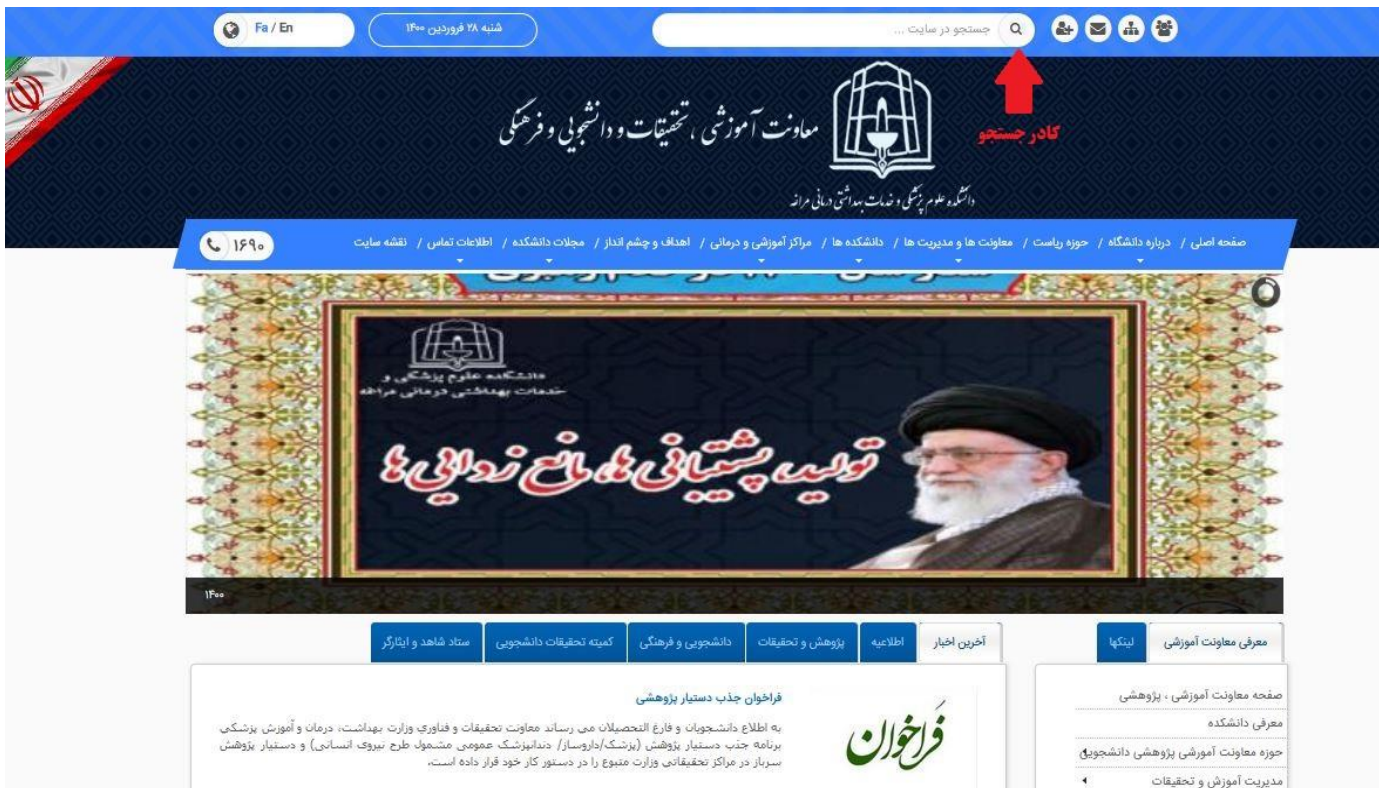 جستجو در سایت ...
شنبه ۲۸ فروردین ۱۴۰۰
Fa / En
کادر جستجو
معاونت آموزشی ، تحقیقات و دانشجویی و فرهنگی
دانشکده علوم پزشکی و خدمات بهداشتی درمانی مراغه
صفحه اصلی / درباره دانشگاه / حوزه ریاست / معاونت ها و مدیریت ها / دانشکده ها / مراکز آموزشی و درمانی / اهداف و چشم انداز / مجلات دانشکده / اطلاعات تماس / نقشه سایت
۱۶۹۰
دانشکده علوم پزشکی و
خدمات بهداشتی درمانی مراغه
تولید، پشتیبانی ها، مانع زدایی ها
۱۴۰۰
معرفی معاونت آموزشی لینکها
آخرین اخبار اطلاعیه پژوهش و تحقیقات دانشجویی و فرهنگی کمیته تحقیقات دانشجویی ستاد شاهد و ایثارگر
صفحه معاونت آموزشی ، پژوهشی
معرفی دانشکده
حوزه معاونت آمورشی پژوهشی دانشجویی
مدیریت آموزش و تحقیقات
فراخوان
فراخوان جذب دستیار پژوهشی
به اطلاع دانشجویان و فارغ التحصیلان می رساند معاونت تحقیقات و فناوری وزارت بهداشت، درمان و آموزش پزشکی
برنامه جذب دستیار پژوهش (پزشک/داروساز/ دندانپزشک عمومی مشمول طرح نیروی انسانی) و دستیار پژوهش
سرباز در مراکز تحقیقاتی وزارت متبوع را در دستور کار خود قرار داده است.